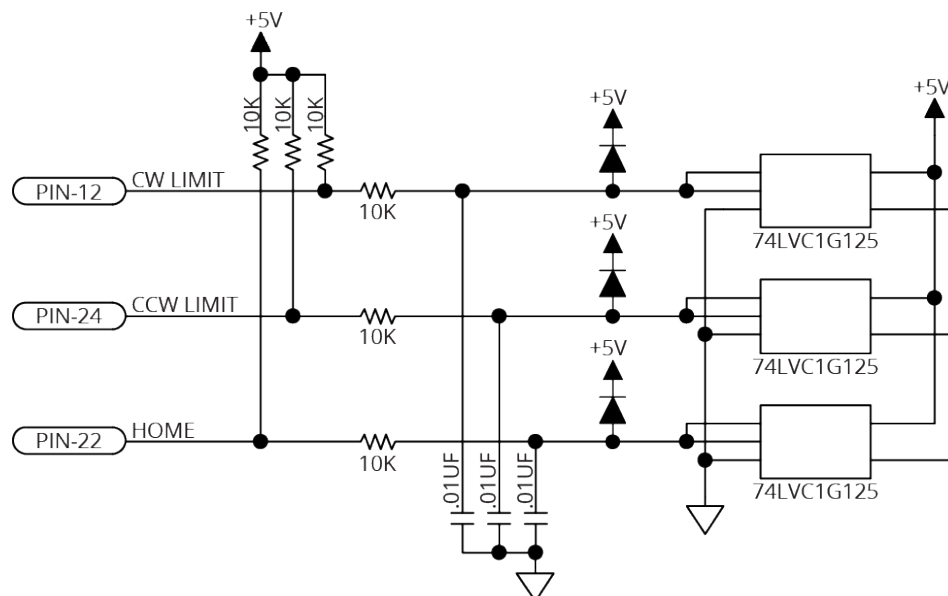 +5V
10K
10K
10K
+5V
+5V
PIN-12
CW LIMIT
10K
74LVC1G125
+5V
PIN-24
CCW LIMIT
10K
74LVC1G125
+5V
PIN-22
HOME
10K
.01UF
.01UF
.01UF
74LVC1G125